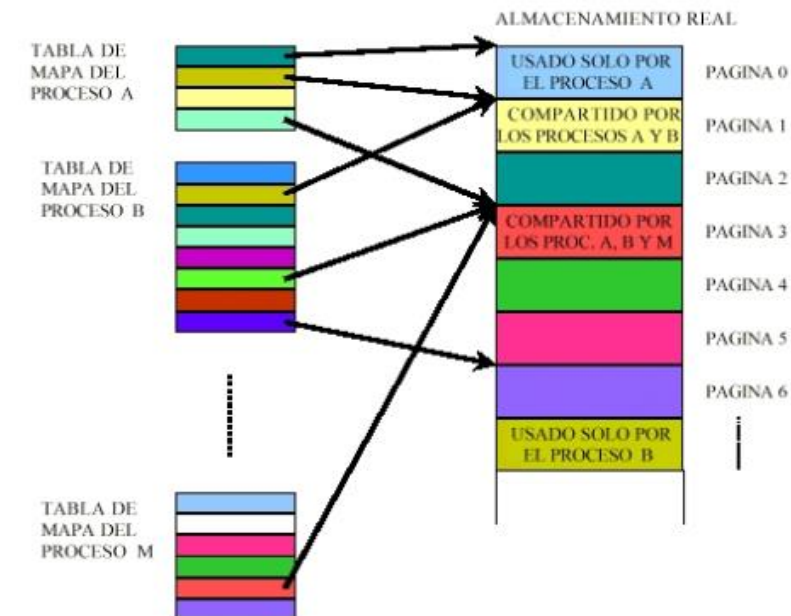 ALMACENAMIENTO REAL
TABLA DE
MAPA DEL
PROCESO A
USADO SOLO POR
EL PROCESO A
PAGINA 0
COMPARTIDO POR
LOS PROCESOS A Y B
PAGINA 1
TABLA DE
MAPA DEL
PROCESO B
PAGINA 2
COMPARTIDO POR
LOS PROC. A, B Y M
PAGINA 3
PAGINA 4
PAGINA 5
PAGINA 6
USADO SOLO POR
EL PROCESO B
TABLA DE
MAPA DEL
PROCESO M